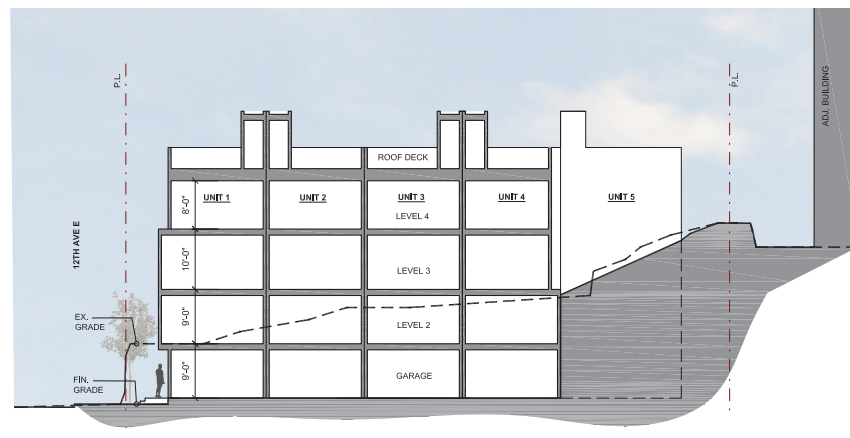 P.L.
P.L.
ADJ. BUILDING
ROOF DECK
UNIT 1
UNIT 2
UNIT 3
UNIT 4
UNIT 5
8'-0"
LEVEL 4
12TH AVE E
10'-0"
LEVEL 3
EX.
GRADE
9'-0"
LEVEL 2
FIN.
GRADE
9'-0"
GARAGE